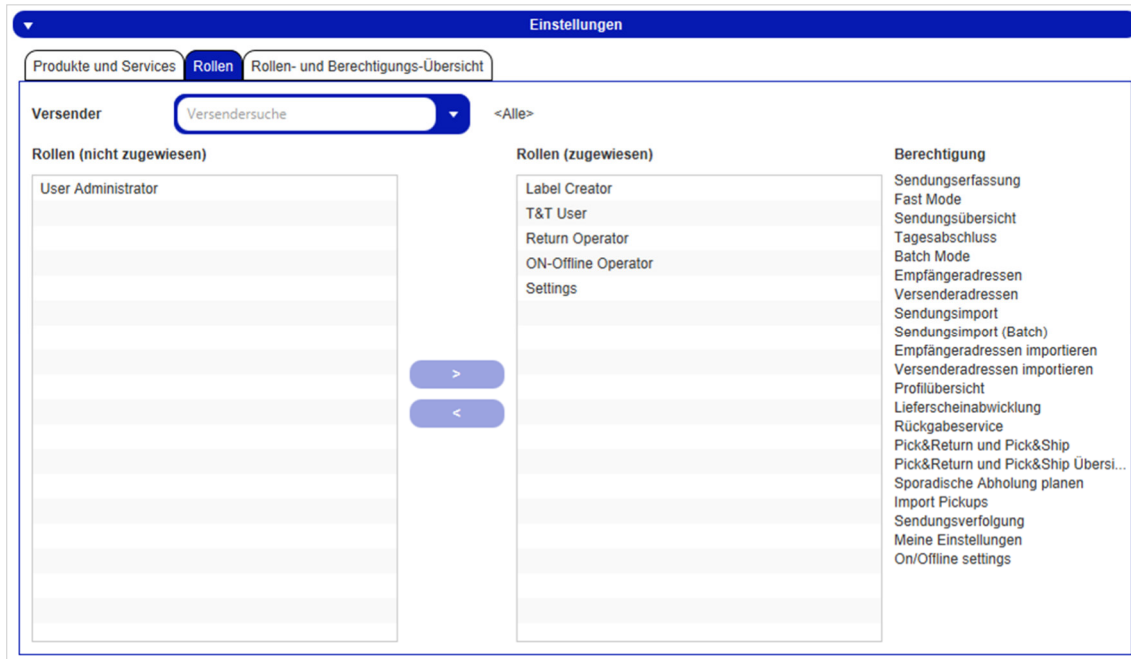 Einstellungen
Produkte und Services
Rollen
Rollen- und Berechtigungs-Übersicht
Versender
Versendersuche
<Alle>
Rollen (nicht zugewiesen)
User Administrator
>
<
Rollen (zugewiesen)
Label Creator
T&T User
Return Operator
ON-Offline Operator
Settings
Berechtigung
Sendungserfassung
Fast Mode
Sendungsübersicht
Tagesabschluss
Batch Mode
Empfängeradressen
Versenderadressen
Sendungsimport
Sendungsimport (Batch)
Empfängeradressen importieren
Versenderadressen importieren
Profilübersicht
Lieferscheinabwicklung
Rückgabeservice
Pick&Return und Pick&Ship
Pick&Return und Pick&Ship Übersi...
Sporadische Abholung planen
Import Pickups
Sendungsverfolgung
Meine Einstellungen
On/Offline settings